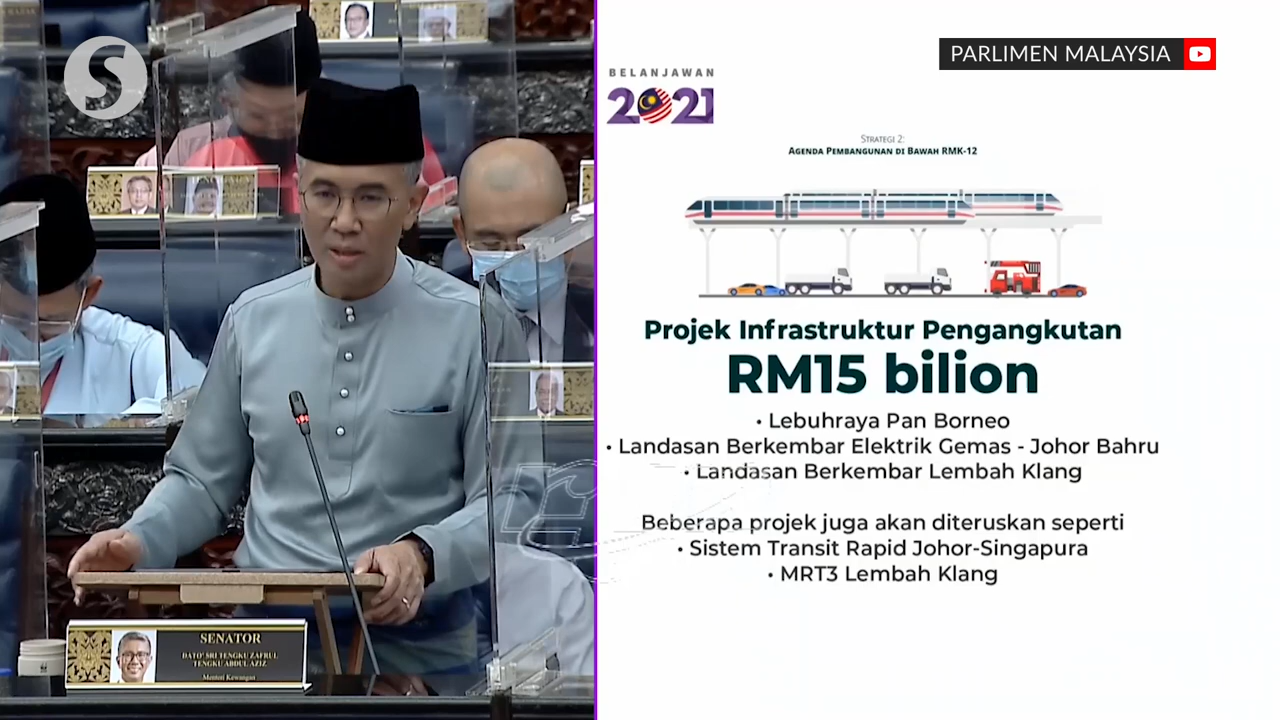 S
PARLIMEN MALAYSIA
BELANJAWAN
2021
STRATEGI 2:
AGENDA PEMBANGUNAN DI BAWAH RMK-12
Projek Infrastruktur Pengangkutan
RM15 bilion
• Lebuhraya Pan Borneo
• Landasan Berkembar Elektrik Gemas - Johor Bahru
• Landasan Berkembar Lembah Klang
Beberapa projek juga akan diteruskan seperti
• Sistem Transit Rapid Johor-Singapura
• MRT3 Lembah Klang
SENATOR
DATO' SRI TENGKU ZAFRUL
TENGKU ABDUL AZIZ
Menteri Kewangan